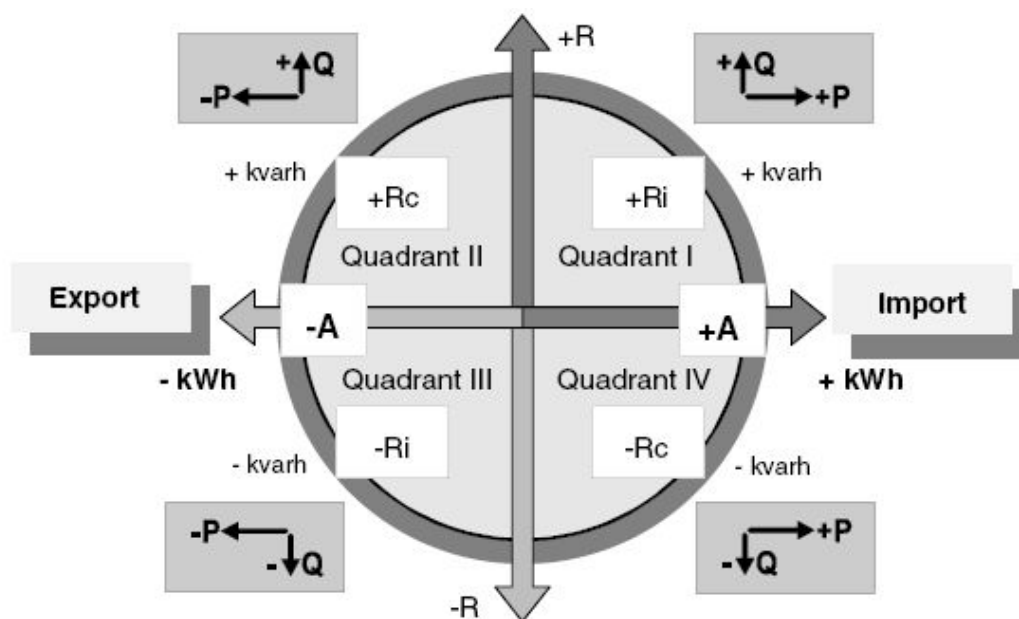 +R
+Q
-P
+Q
+P
+ kvarh
+ kvarh
+Rc
+Ri
Quadrant II
Quadrant I
Export
Import
-A
+A
- kWh
+ kWh
Quadrant III
Quadrant IV
-Ri
-Rc
- kvarh
- kvarh
-P
-Q
+P
-Q
-R